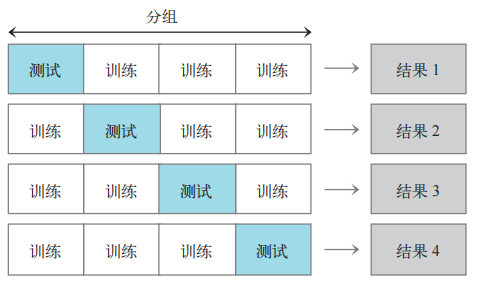 分组
测试 训练 训练 训练 结果 1
训练 测试 训练 训练 结果 2
训练 训练 测试 训练 结果 3
训练 训练 训练 测试 结果 4